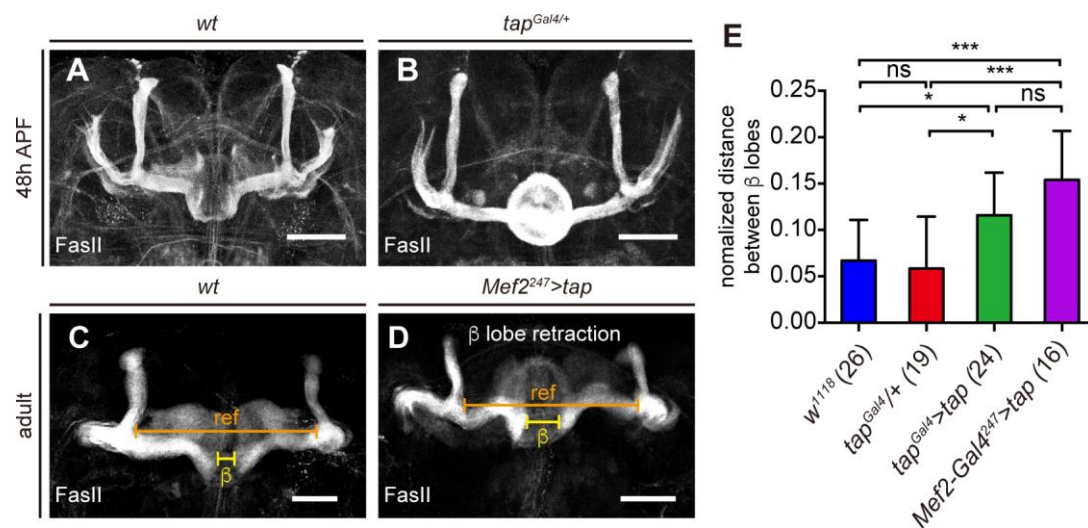 wt
tap^Gal4/+
48h APF
A
B
FasII
FasII
wt
Mef2^247>tap
adult
C
D
β lobe retraction
ref
β
ref
β
FasII
FasII
E
***
ns
***
*
ns
*
nomalized distance
between β lobes
0.25
0.20
0.15
0.10
0.05
0.00
w^1118 (26)
tap^Gal4/+ (19)
tap^Gal4>tap (24)
Mef2-Gal4^247>tap (16)